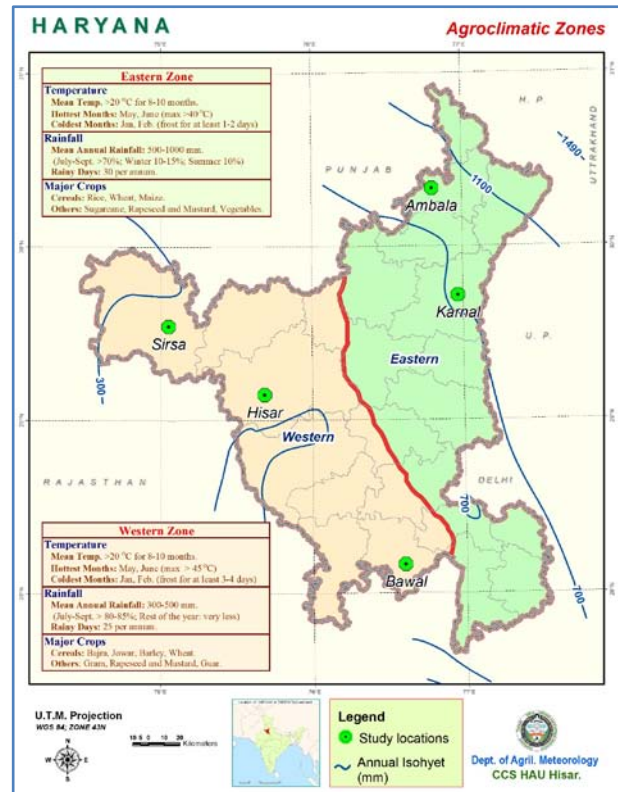 HARYANA
Agroclimatic Zones
Eastern Zone
Temperature
Mean Temp. >20 °C for 8-10 months.
Hottest Months: May, June (max >40 °C)
Coldest Months: Jan, Feb. (frost for at least 1-2 days)
Rainfall
Mean Annual Rainfall: 500-1000 mm.
(July-Sept. >70%; Winter 10-15%; Summer 10%)
Rainy Days: 30 per annum.
Major Crops
Cereals: Rice, Wheat, Maize.
Others: Sugarcane, Rapeseed and Mustard, Vegetables.
H. P.
UTTRAKHAND
1490
PUNJAB
1100
Ambala
Karnal
Sirsa
U. P.
Eastern
300
Hisar
Western
RAJASTHAN
DELHI
700
Bawal
700
Western Zone
Temperature
Mean Temp. >20 °C for 8-10 months.
Hottest Months: May, June (max > 45 °C)
Coldest Months: Jan, Feb. (frost for at least 3-4 days)
Rainfall
Mean Annual Rainfall: 300-500 mm.
(July-Sept. > 80-85%; Rest of the year: very less)
Rainy Days: 25 per annum.
Major Crops
Cereals: Bajra, Jowar, Barley, Wheat.
Others: Gram, Rapeseed and Mustard, Guar.
U.T.M. Projection
WGS 84; ZONE 43N
N
W E
S
10 5 0 10 20
Kilometers
Legend
Study locations
Annual Isohyet
(mm)
Dept. of Agril. Meteorology
CCS HAU Hisar.